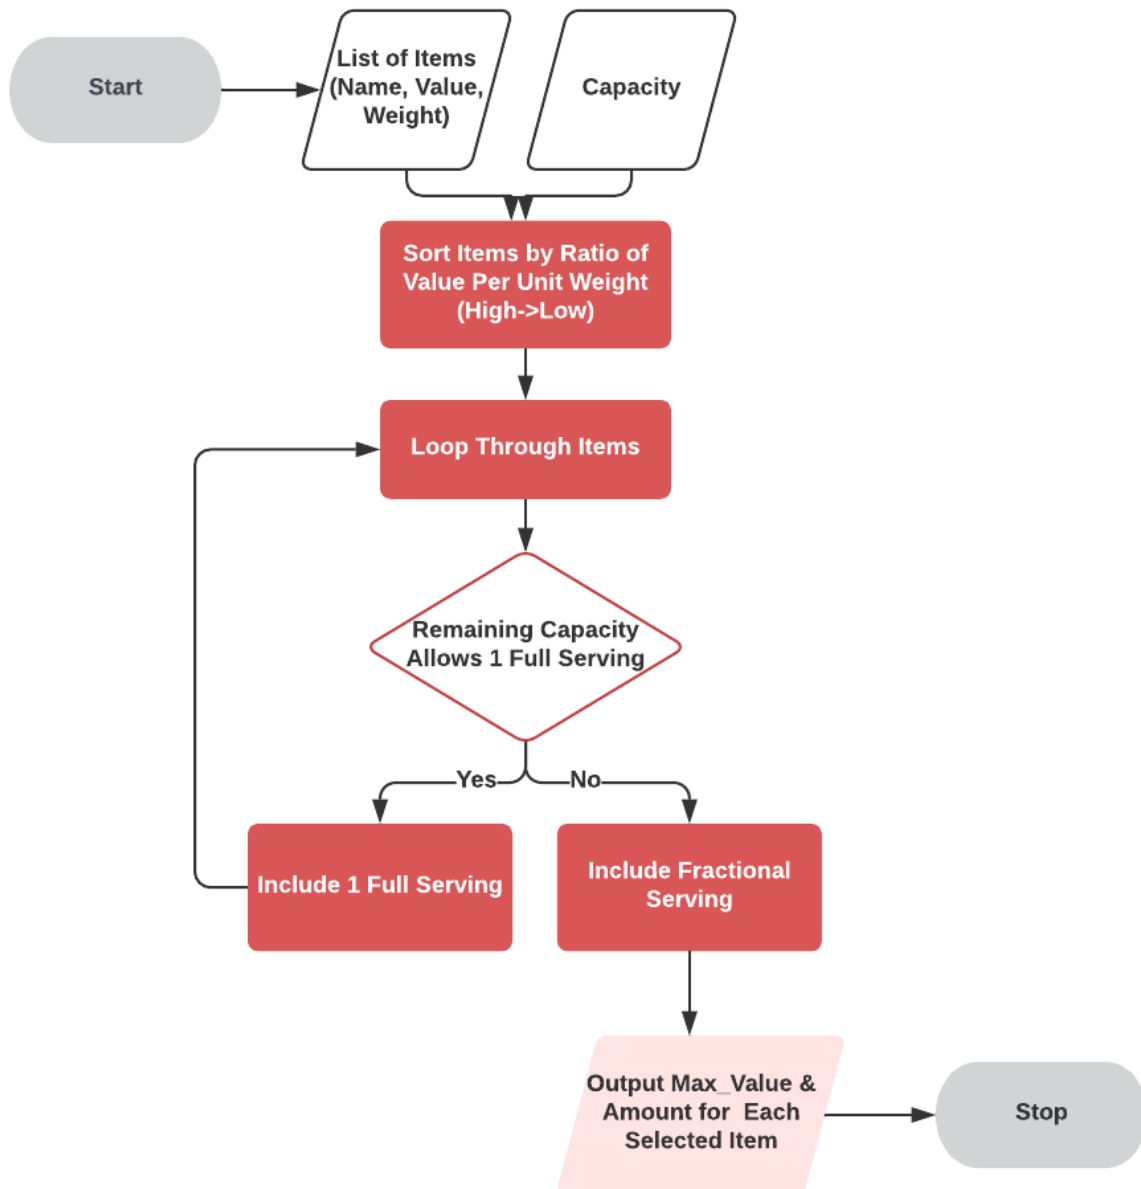 Start
List of Items
(Name, Value,
Weight)
Capacity
Sort Items by Ratio of
Value Per Unit Weight
(High->Low)
Loop Through Items
Remaining Capacity
Allows 1 Full Serving
Yes
No
Include 1 Full Serving
Include Fractional
Serving
Output Max_Value &
Amount for Each
Selected Item
Stop